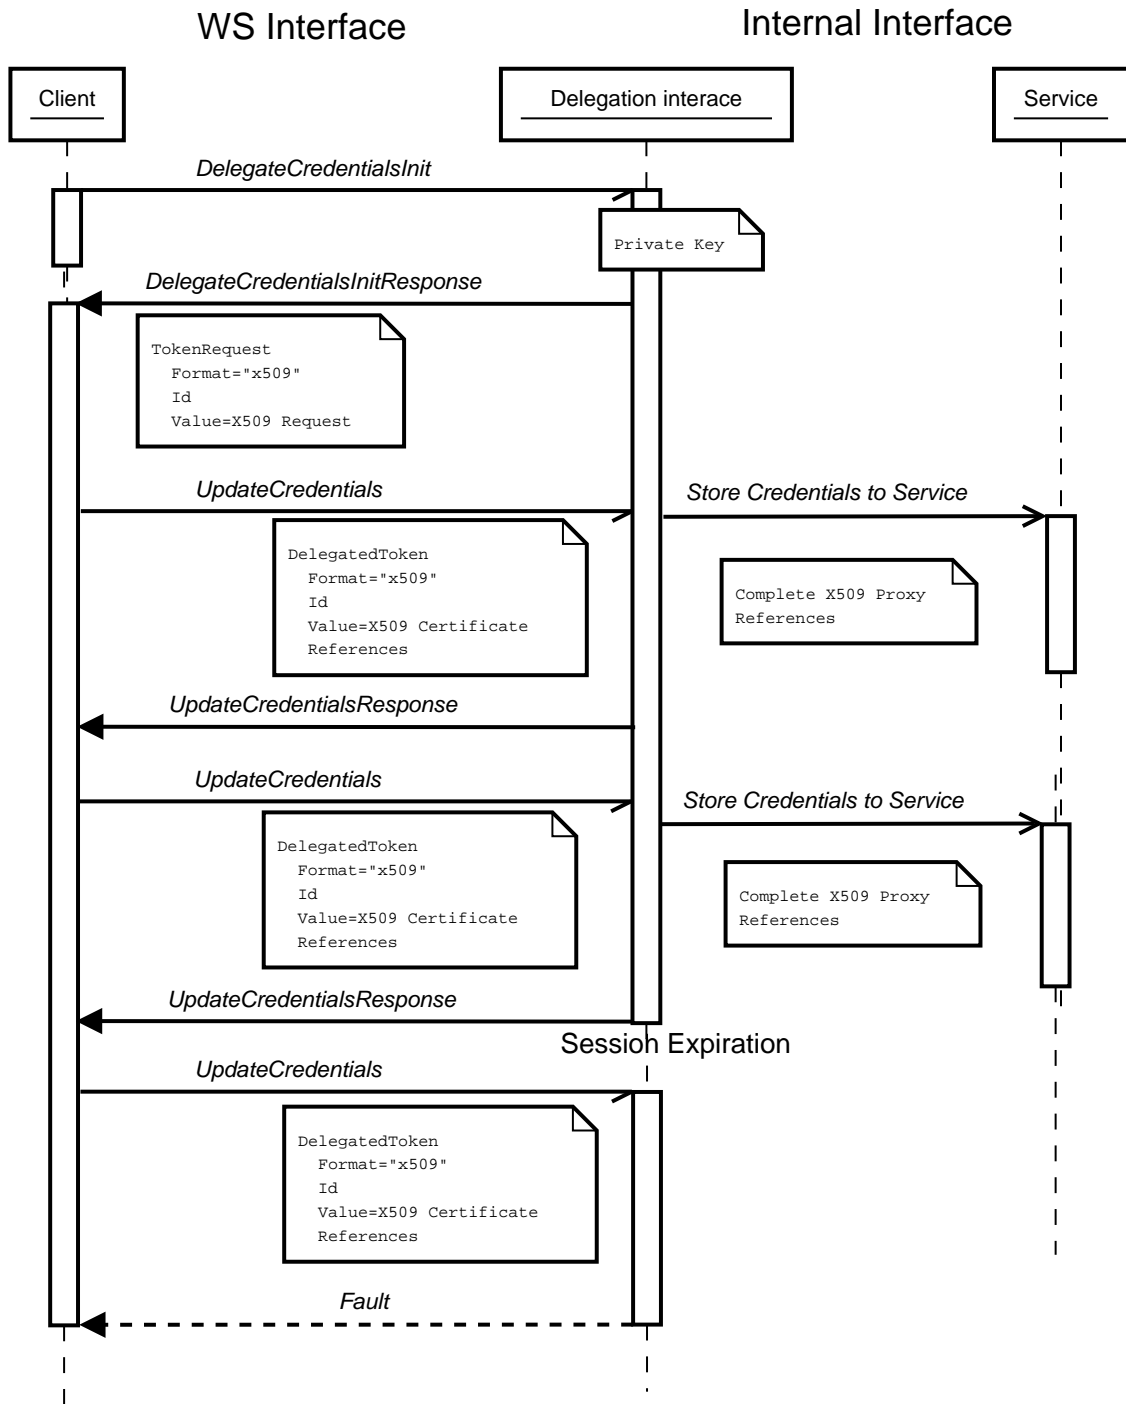 WS Interface
Internal Interface
Client
Delegation interace
Service
DelegateCredentialsInit
Private Key
DelegateCredentialsInitResponse
TokenRequest
Format="x509"
Id
Value=X509 Request
UpdateCredentials
Store Credentials to Service
DelegatedToken
Format="x509"
Id
Value=X509 Certificate
References
Complete X509 Proxy
References
UpdateCredentialsResponse
UpdateCredentials
Store Credentials to Service
DelegatedToken
Format="x509"
Id
Value=X509 Certificate
References
Complete X509 Proxy
References
UpdateCredentialsResponse
Session Expiration
UpdateCredentials
DelegatedToken
Format="x509"
Id
Value=X509 Certificate
References
Fault